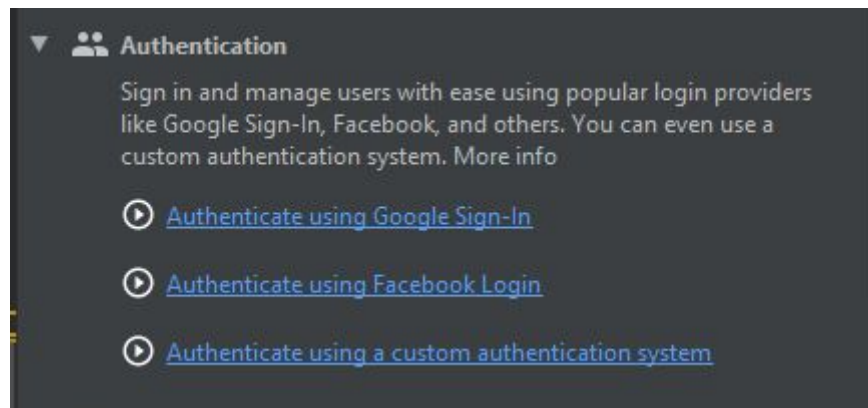 Authentication
Sign in and manage users with ease using popular login providers
like Google Sign-In, Facebook, and others. You can even use a
custom authentication system. More info
Authenticate using Google Sign-In
Authenticate using Facebook Login
Authenticate using a custom authentication system